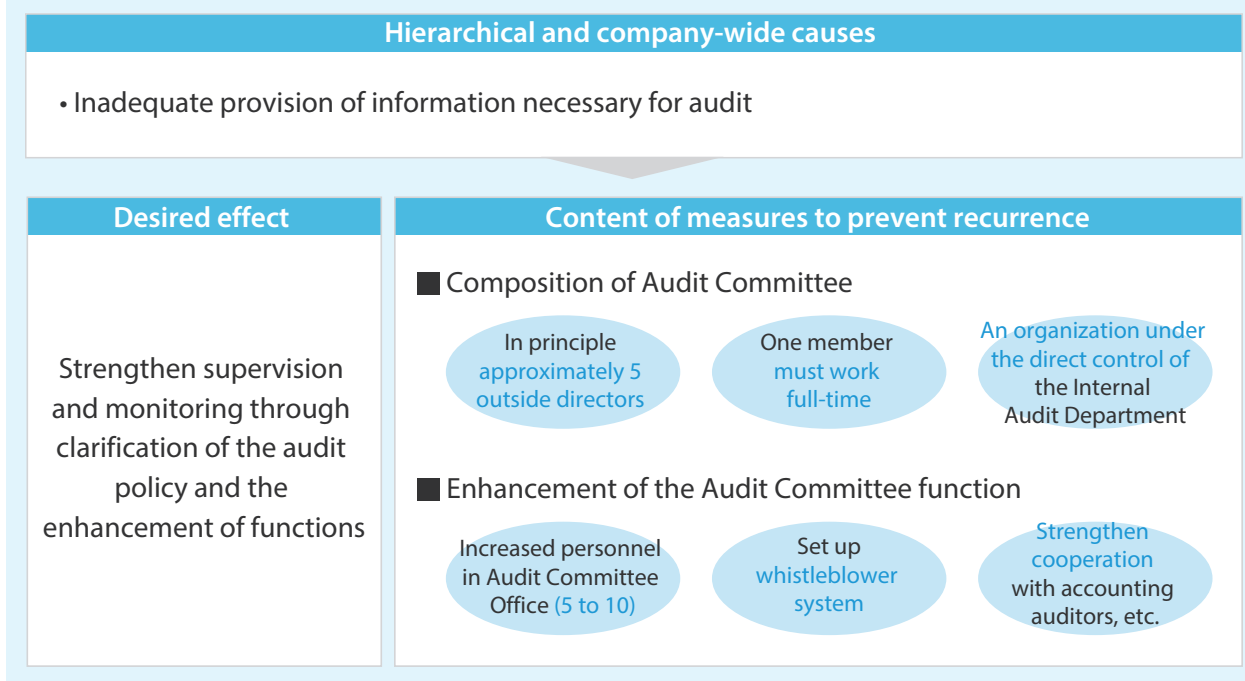 Hierarchical and company-wide causes
• Inadequate provision of information necessary for audit
Desired effect
Strengthen supervision
and monitoring through
clarification of the audit
policy and the
enhancement of functions
Content of measures to prevent recurrence
■ Composition of Audit Committee
In principle
approximately 5
outside directors
One member
must work
full-time
An organization under
the direct control of
the Internal
Audit Department
■ Enhancement of the Audit Committee function
Increased personnel
in Audit Committee
Office (5 to 10)
Set up
whistleblower
system
Strengthen
cooperation
with accounting
auditors, etc.